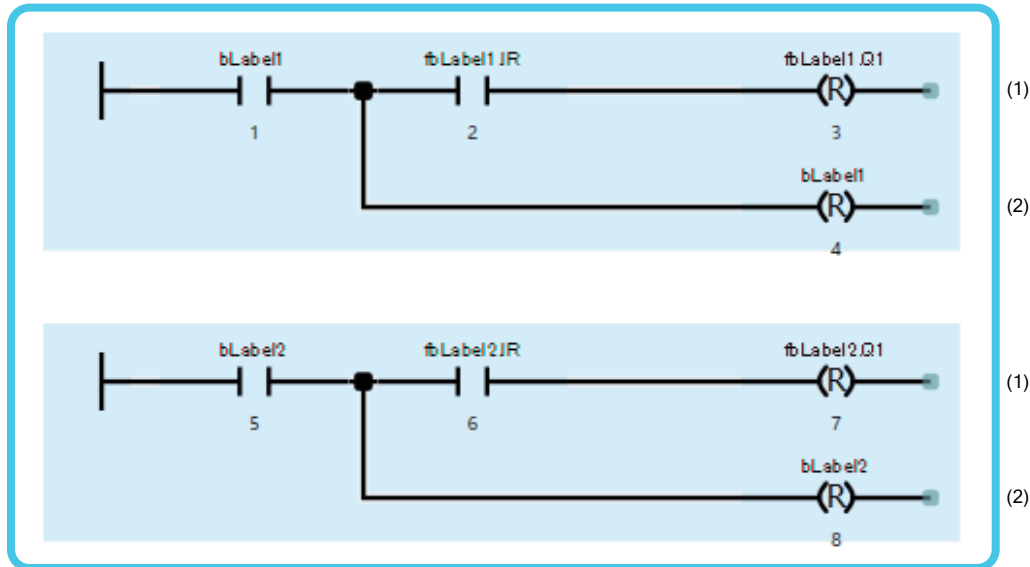 bLabel1 fbLabel1.IR fbLabel1.Q1
(R) (1)
1 2 3
bLabel1
(R) (2)
4
bLabel2 fbLabel2.IR fbLabel2.Q1
(R) (1)
5 6 7
bLabel2
(R) (2)
8